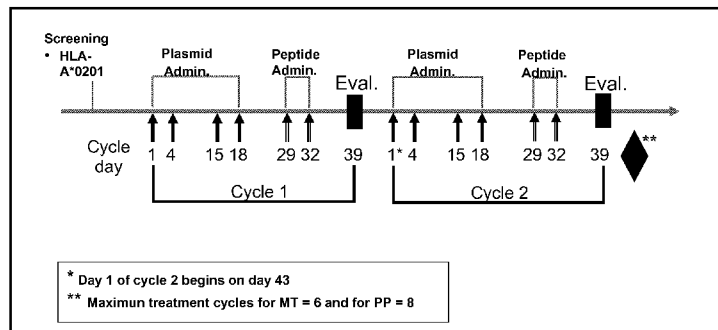 Screening
• HLA-
A*0201
Plasmid
Admin.
Peptide
Admin.
Eval.
Plasmid
Admin.
Peptide
Admin.
Eval.
Cycle
day
1 4 15 18 29 32 39 1* 4 15 18 29 32 39 **
Cycle 1
Cycle 2
* Day 1 of cycle 2 begins on day 43
** Maximun treatment cycles for MT = 6 and for PP = 8